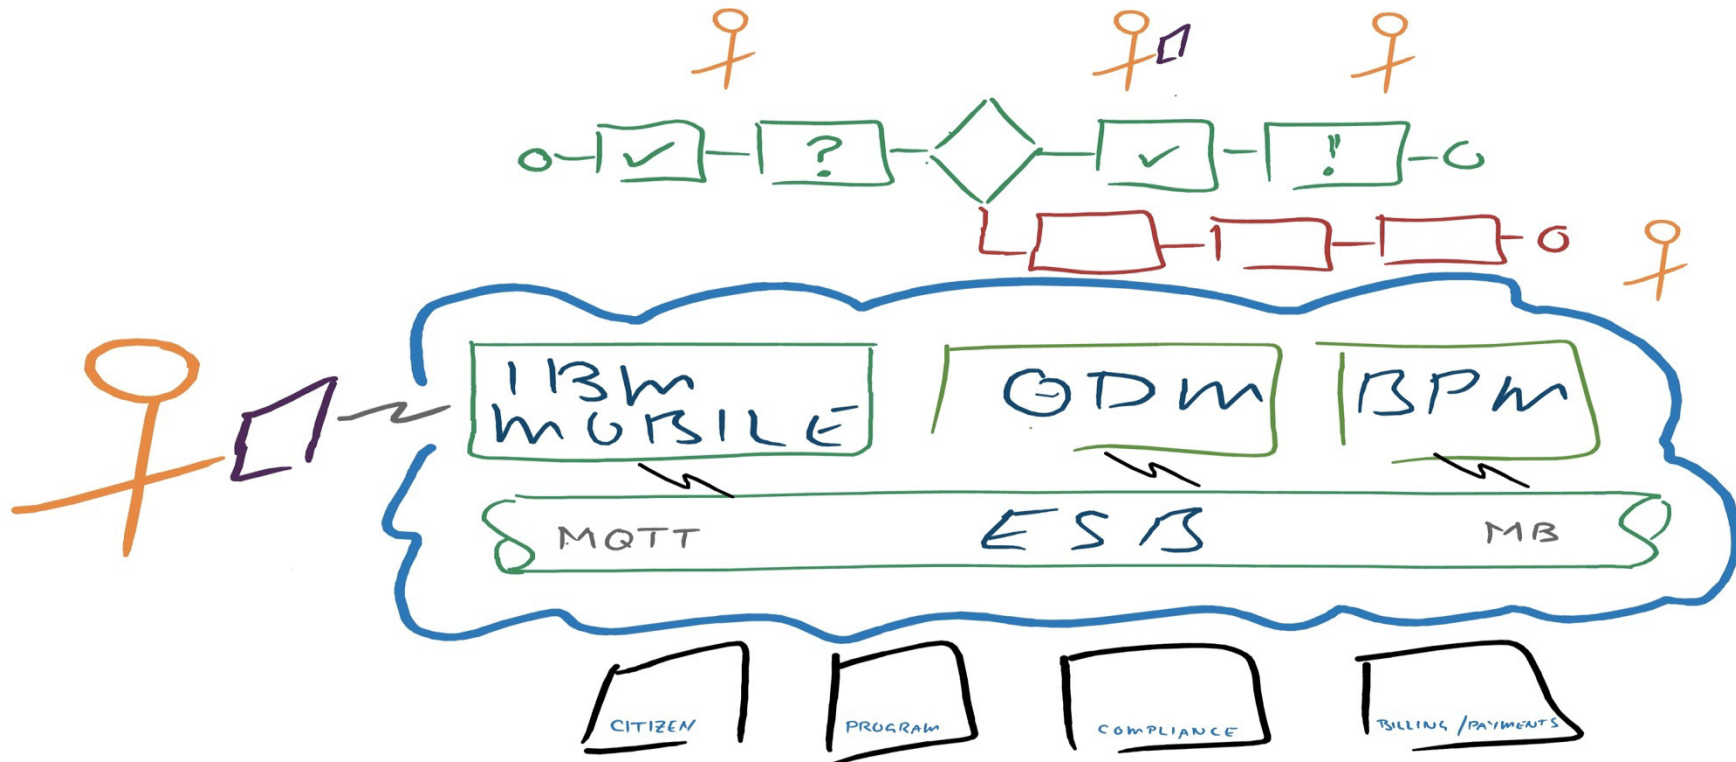 ?
!
IBM
MOBILE
ODM
BPM
MQTT
ESB
MB
CITIZEN
PROGRAM
COMPLIANCE
BILLING/PAYMENTS